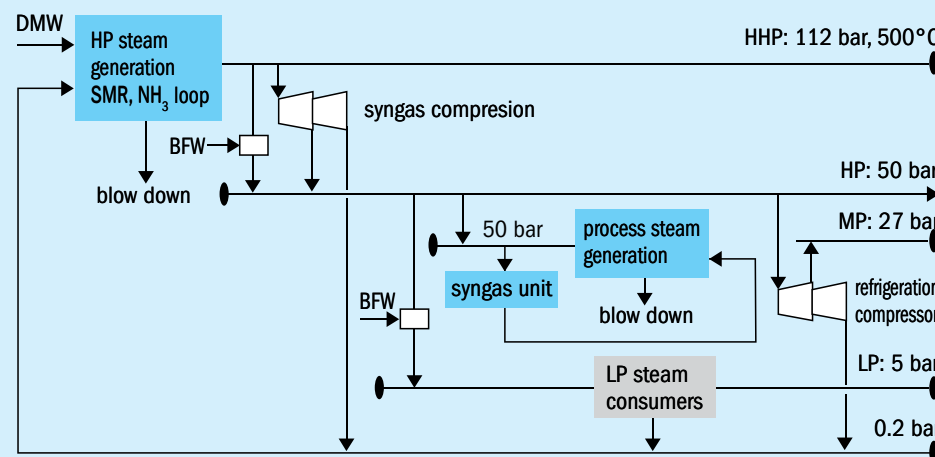 DMW
HP steam
generation
SMR, NH3 loop
HHP: 112 bar, 500°C
syngas compresion
BFW
blow down
HP: 50 bar
50 bar
process steam
generation
MP: 27 bar
syngas unit
BFW
blow down
refrigeration
compressor
LP: 5 bar
LP steam
consumers
0.2 bar